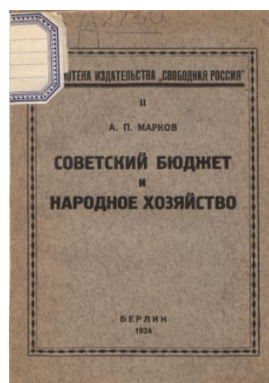 ИЗДАТЕЛЬСТВА „СВОБОДНАЯ РОССИЯ"
II
А. П. МАРКОВ
СОВЕТСКИЙ БЮДЖЕТ
И
НАРОДНОЕ ХОЗЯЙСТВО
БЕРЛИН
1924